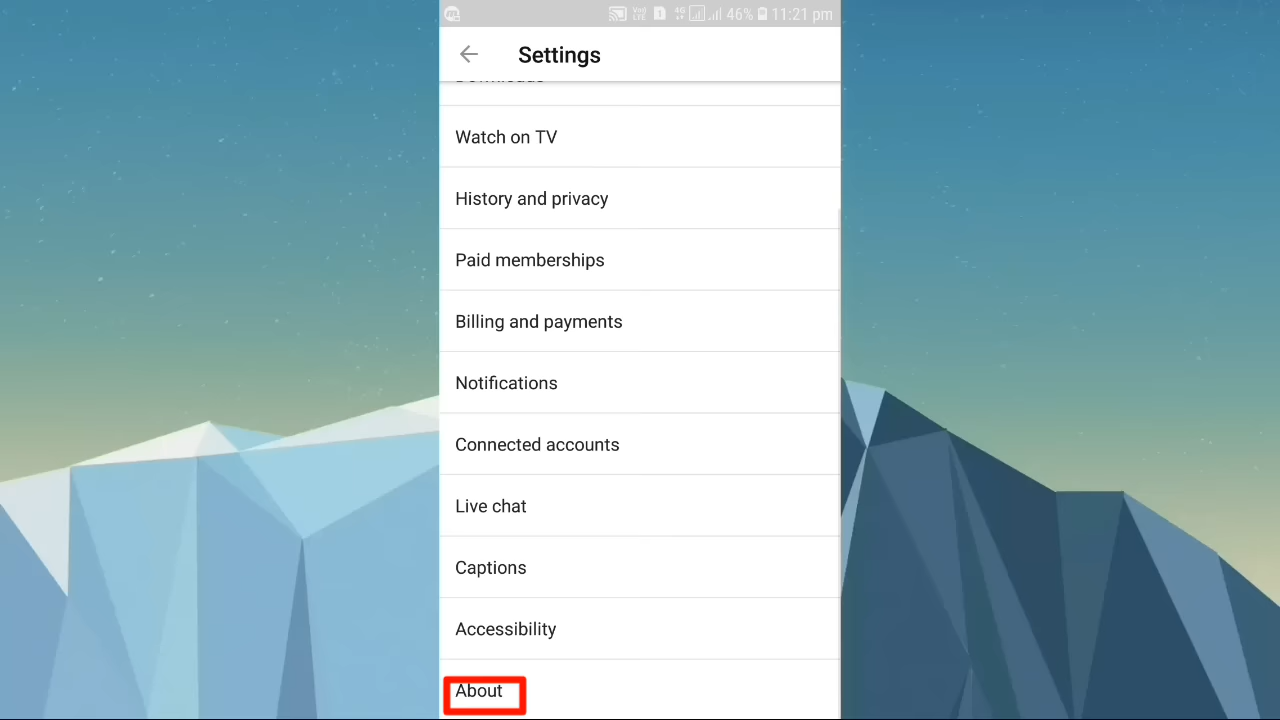 46% 11:21 pm
Settings
Watch on TV
History and privacy
Paid memberships
Billing and payments
Notifications
Connected accounts
Live chat
Captions
Accessibility
About